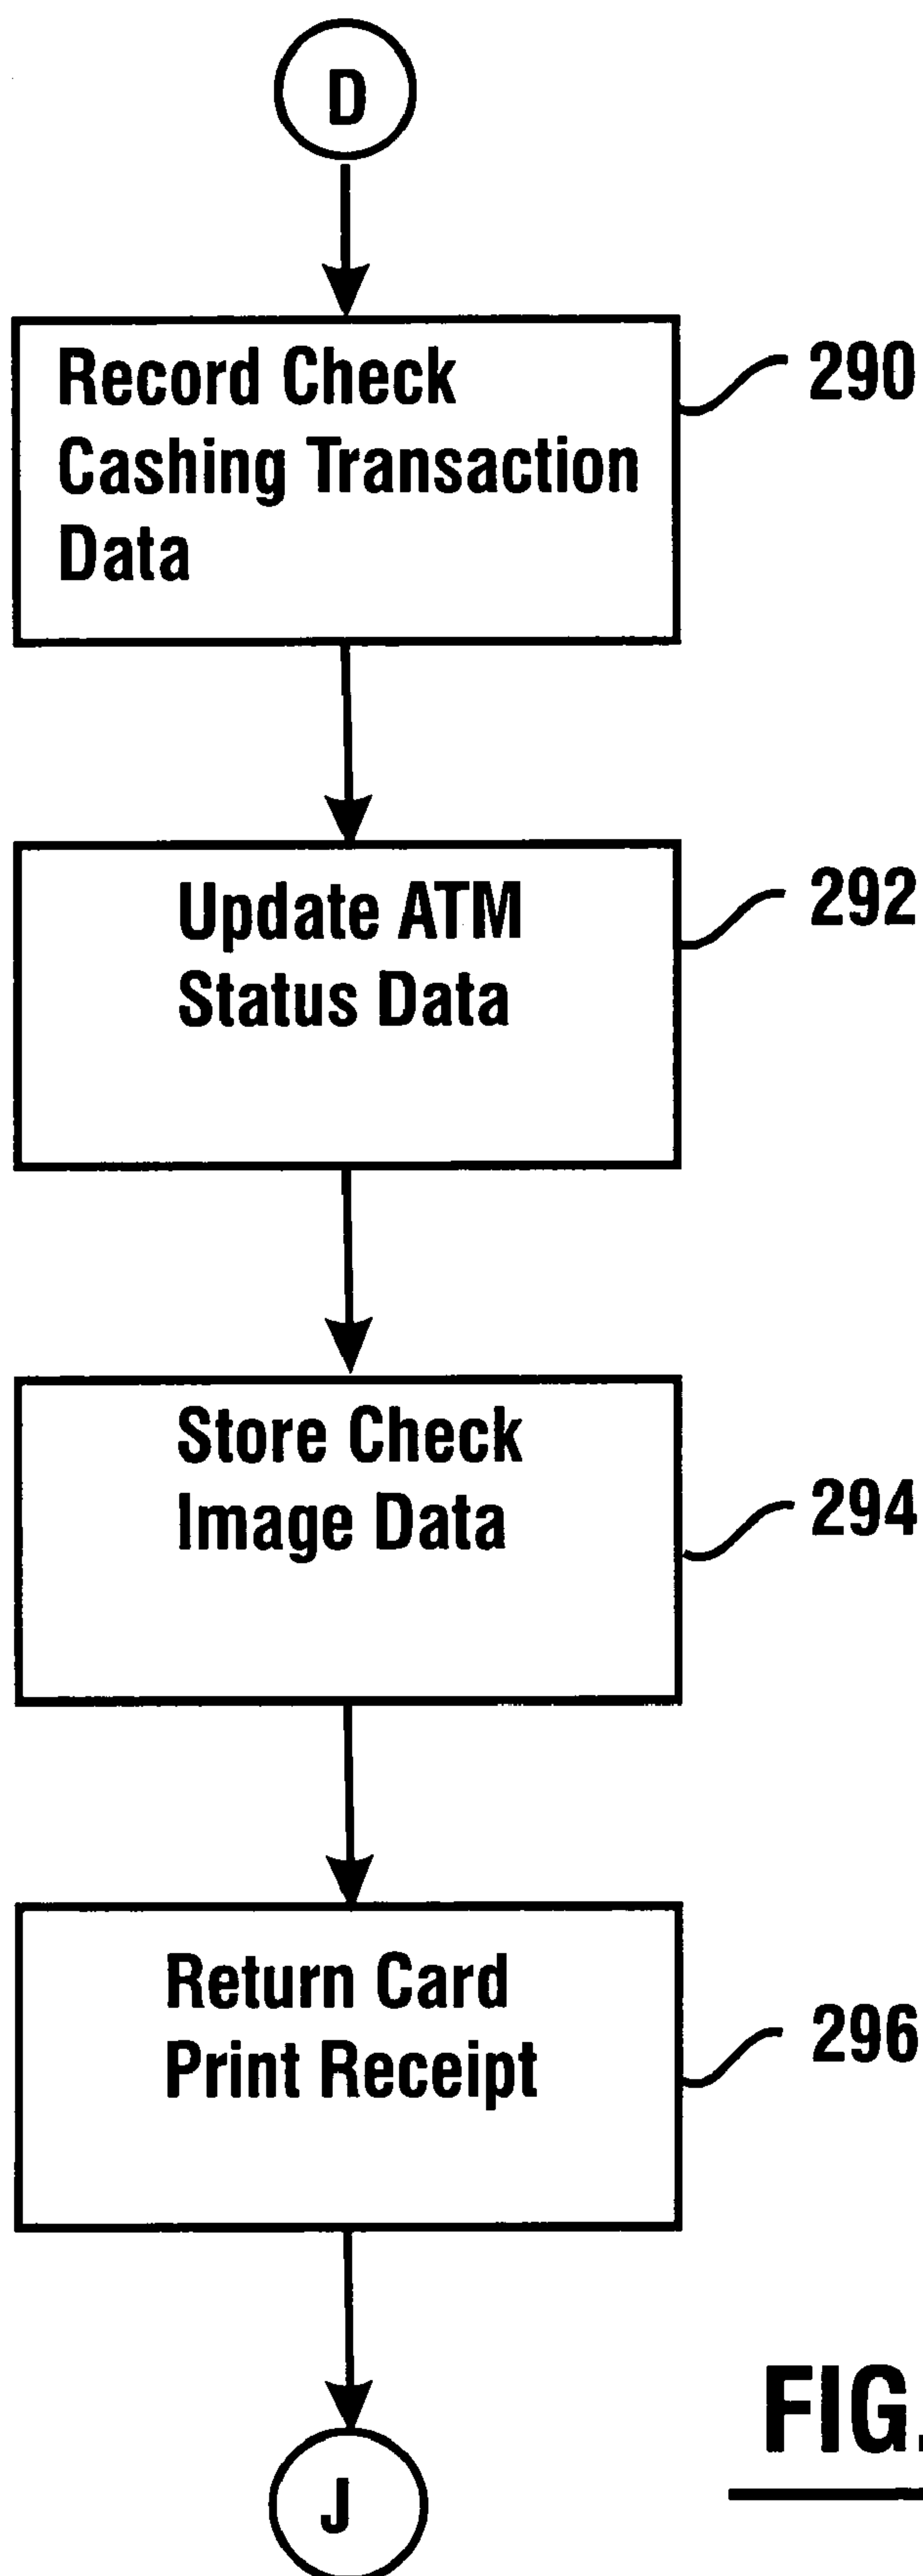 D
Record Check
Cashing Transaction
Data
290
Update ATM
Status Data
292
Store Check
Image Data
294
Return Card
Print Receipt
296
FIG.
J